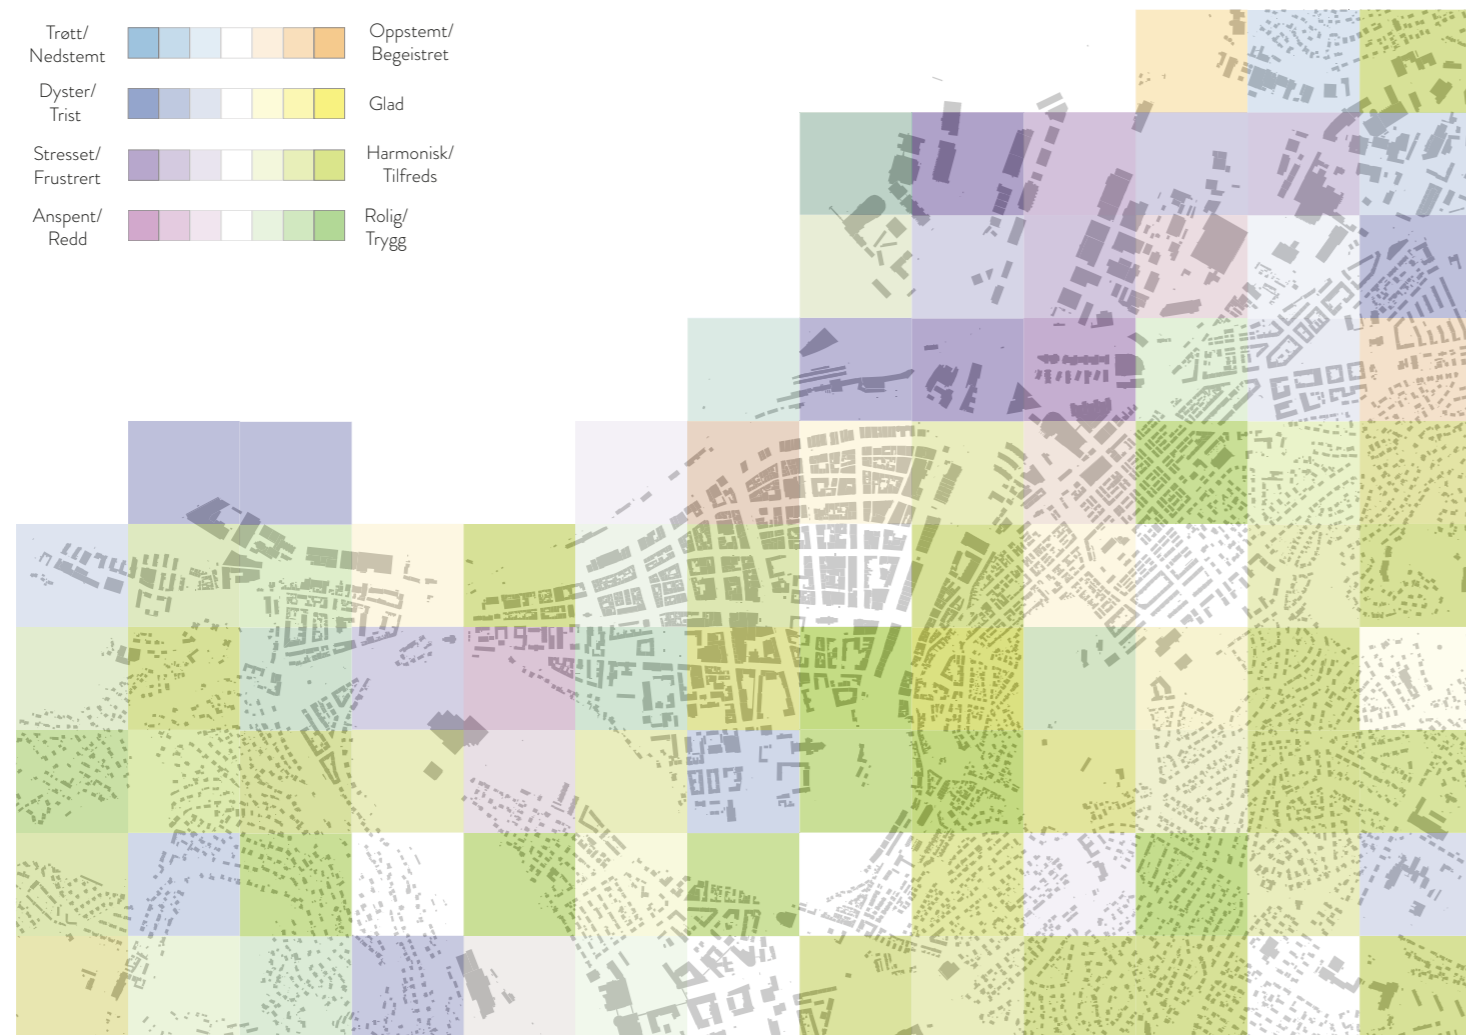 Trøtt/
Nedstemt
Oppstemt/
Begeistret
Dyster/
Trist
Glad
Stresset/
Frustrert
Harmonisk/
Tilfreds
Anspent/
Redd
Rolig/
Trygg